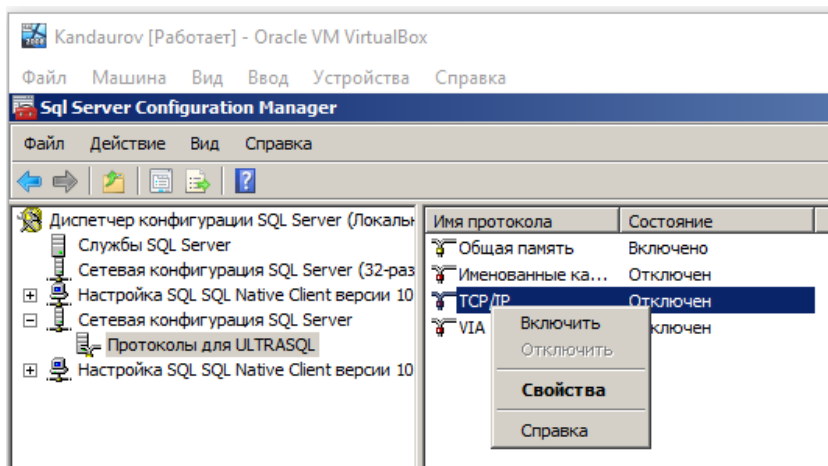 Kandaurov [Работает] - Oracle VM VirtualBox
Файл Машина Вид Ввод Устройства Справка
Sql Server Configuration Manager
Файл Действие Вид Справка
Диспетчер конфигурации SQL Server (Локальн
Службы SQL Server
Сетевая конфигурация SQL Server (32-раз
Настройка SQL SQL Native Client версии 10
Сетевая конфигурация SQL Server
Протоколы для ULTRASQL
Настройка SQL SQL Native Client версии 10
Имя протокола Состояние
Общая память Включено
Именованные ка... Отключен
TCP/IP Отключен
VIA ключен
Включить
Отключить
Свойства
Справка